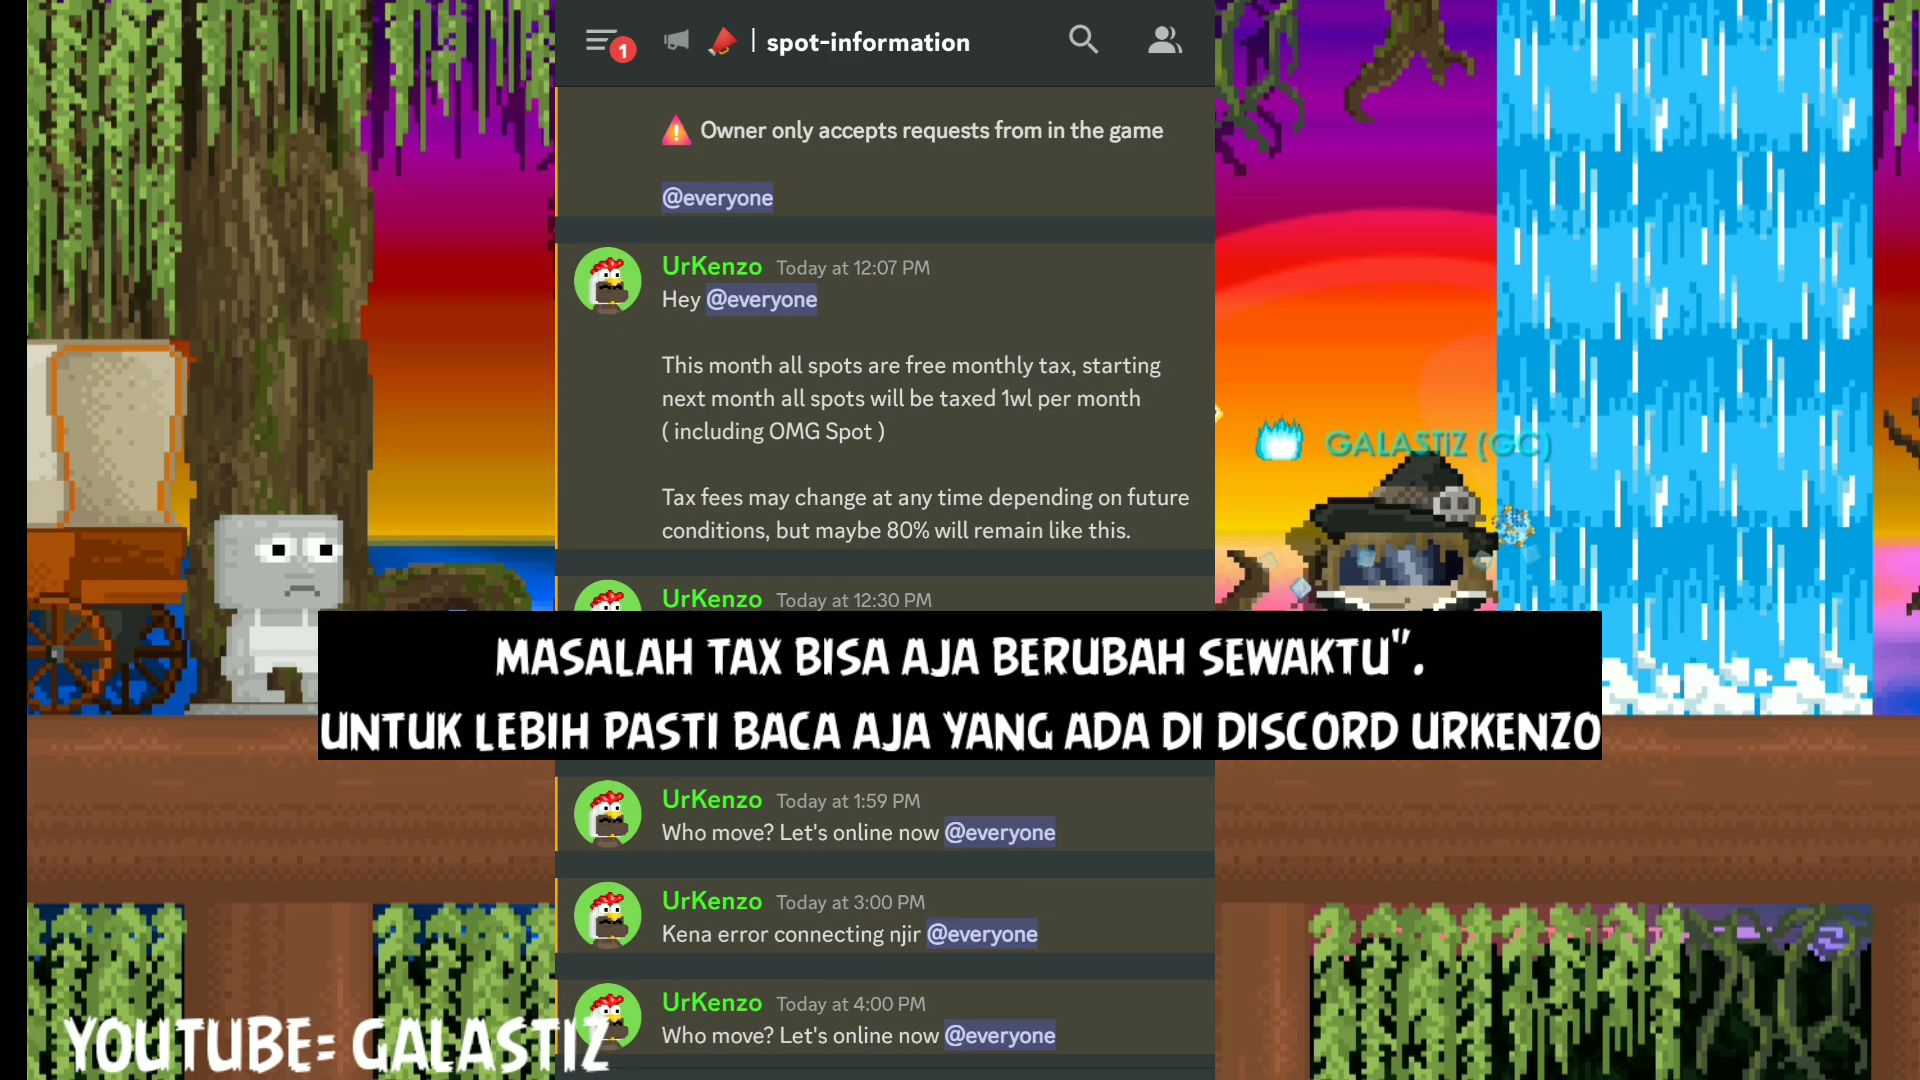 1
| spot-information
Owner only accepts requests from in the game
@everyone
UrKenzo Today at 12:07 PM
Hey @everyone
This month all spots are free monthly tax, starting
next month all spots will be taxed 1wl per month
( including OMG Spot )
Tax fees may change at any time depending on future
conditions, but maybe 80% will remain like this.
GALASTiZ (GC)
UrKenzo Today at 12:30 PM
MASALAH TAX BISA AJA BERUBAH SEWAKTU".
UNTUK LEBIH PASTI BACA AJA YANG ADA DI DISCORD URKENZO
UrKenzo Today at 1:59 PM
Who move? Let's online now @everyone
UrKenzo Today at 3:00 PM
Kena error connecting njir @everyone
UrKenzo Today at 4:00 PM
Who move? Let's online now @everyone
YOUTUBE= GALASTIZ